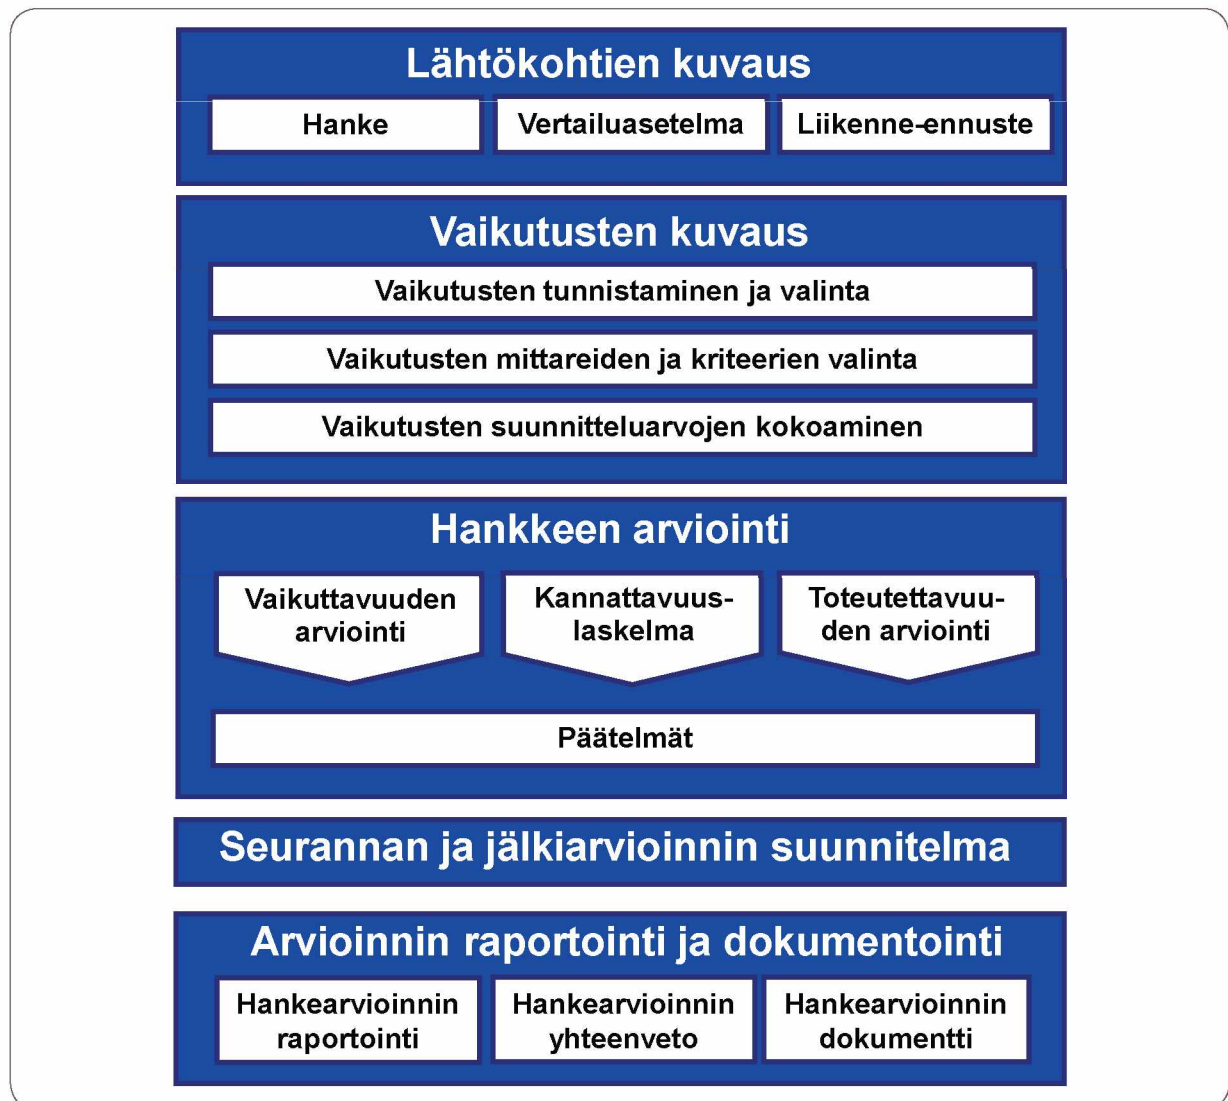 Lähtökohtien kuvaus
Hanke
Vertailuasetelma
Liikenne-ennuste
Vaikutusten kuvaus
Vaikutusten tunnistaminen ja valinta
Vaikutusten mittareiden ja kriteerien valinta
Vaikutusten suunnitteluarvojen kokoaminen
Hankkeen arviointi
Vaikuttavuuden
arviointi
Kannattavuus-
laskelma
Toteutettavuu-
den arviointi
Päätelmät
Seurannan ja jälkiarvioinnin suunnitelma
Arvioinnin raportointi ja dokumentointi
Hankearvioinnin
raportointi
Hankearvioinnin
yhteenveto
Hankearvioinnin
dokumentti